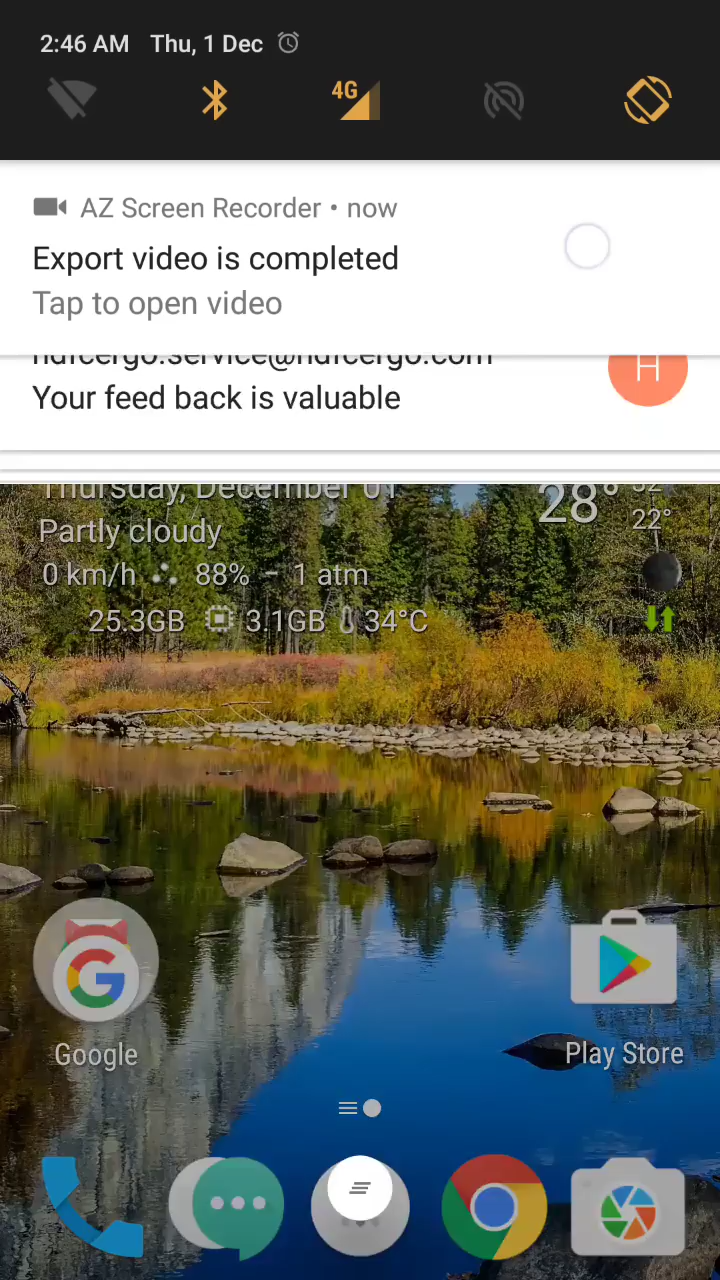 2:46 AM Thu, 1 Dec
4G
AZ Screen Recorder • now
Export video is completed
Tap to open video
hdfcergo.service@hdfcergo.com
Your feed back is valuable
H
Thursday, December 01
28° 32°
22°
Partly cloudy
0 km/h 88% – 1 atm
25.3GB 3.1GB 34°C
Google
Play Store